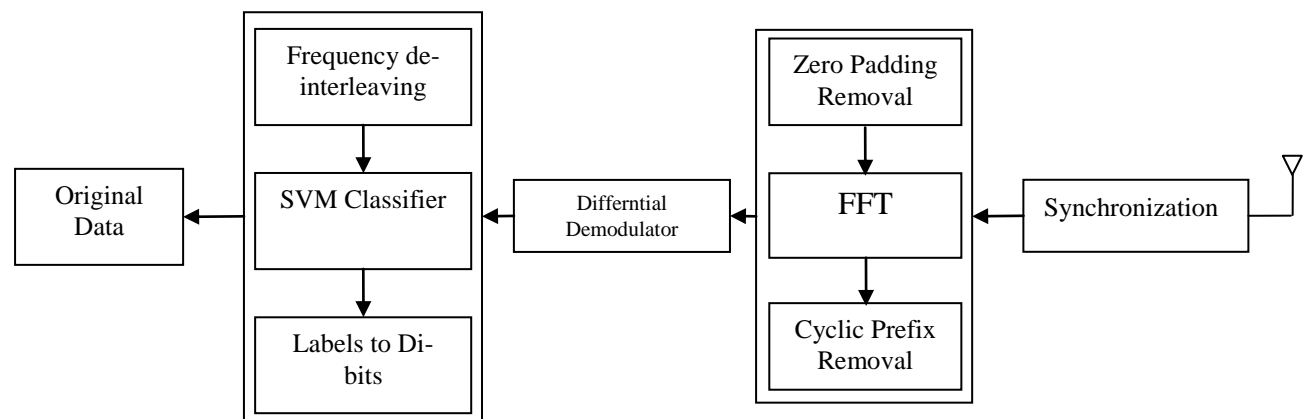 Frequency de-
interleaving
SVM Classifier
Labels to Di-
bits
Original
Data
Differntial
Demodulator
Zero Padding
Removal
FFT
Cyclic Prefix
Removal
Synchronization